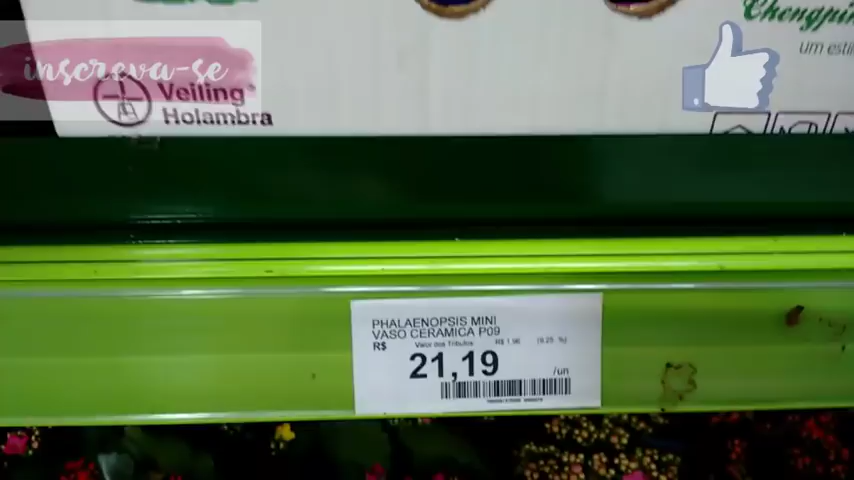 Chengpin
um esti
inscreva-se
Veiling
Holambra
PHALAENOPSIS MINI
VASO CERAMICA P09
R$ Valor dos Tributos R$ 1,96 (9.25 %)
21,19 /un